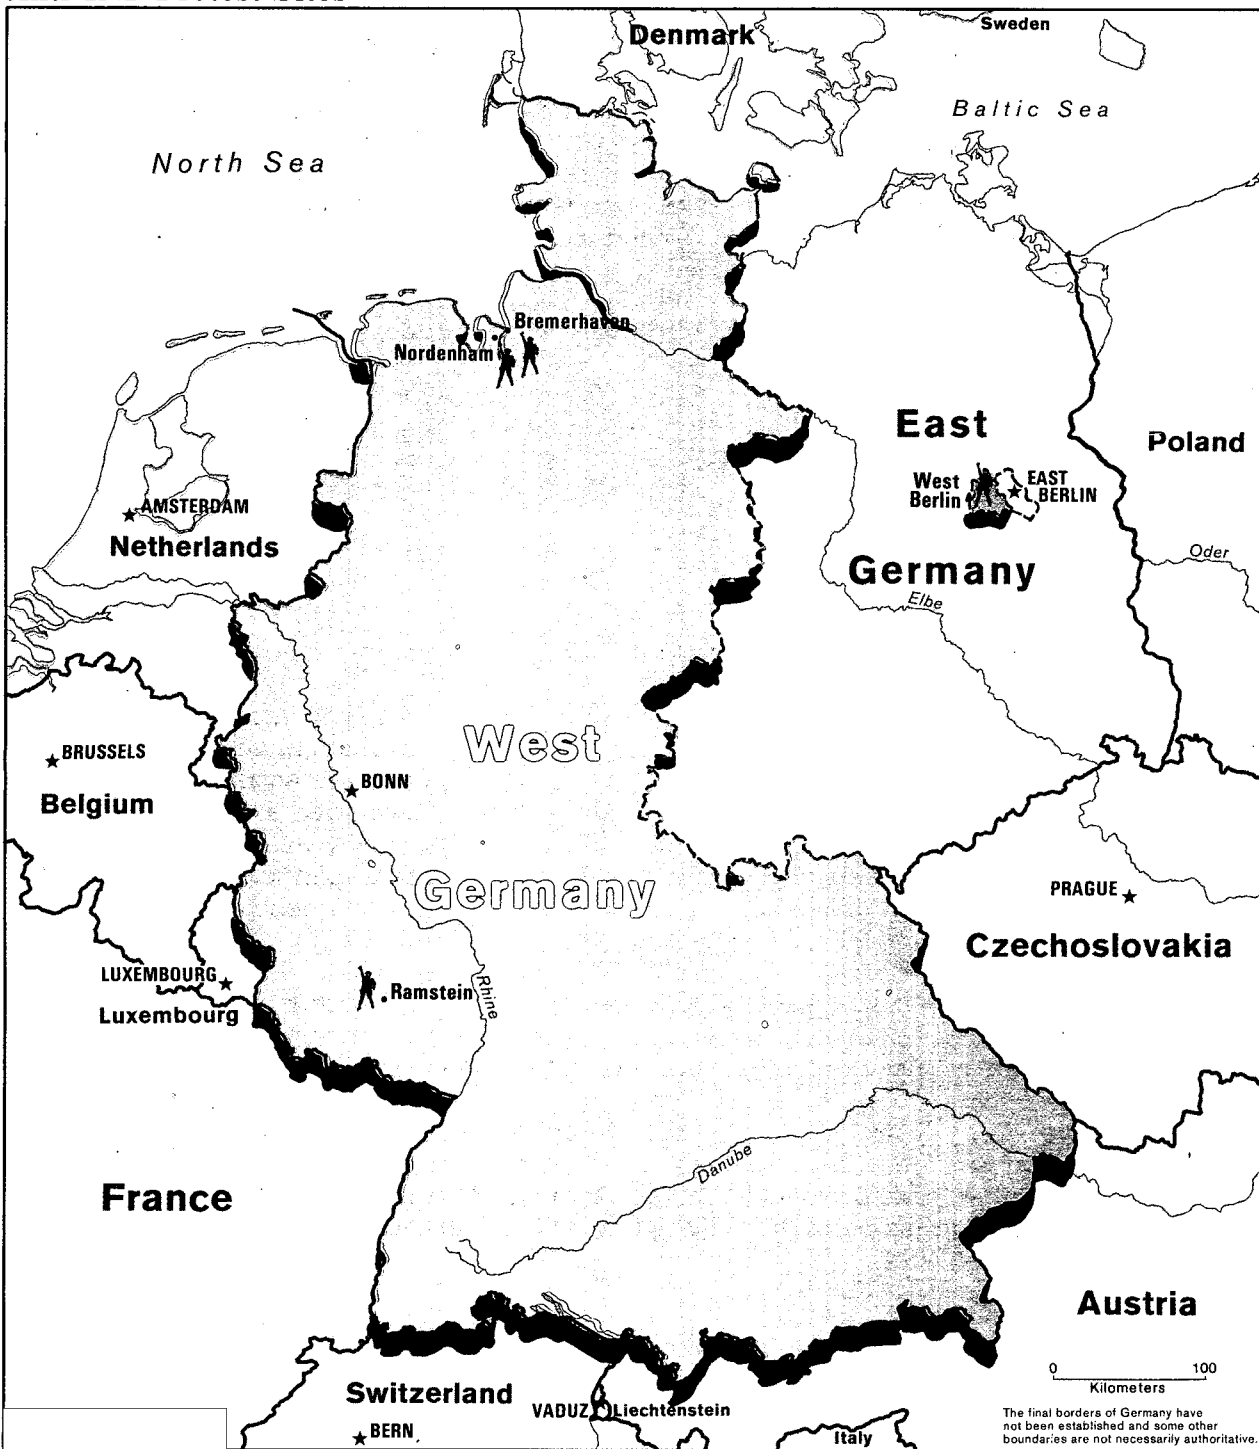 Denmark
Sweden
Baltic Sea
North Sea
Bremerhaven
Nordenham
East
Poland
West
Berlin
EAST
BERLIN
AMSTERDAM
Netherlands
Oder
Germany
Elbe
West
BRUSSELS
BONN
Belgium
Germany
PRAGUE
Czechoslovakia
LUXEMBOURG
Ramstein
Rhine
Luxembourg
Danube
France
Austria
0 100
Kilometers
Switzerland
VADUZ
Liechtenstein
BERN
Italy
The final borders of Germany have
not been established and some other
boundaries are not necessarily authoritative.